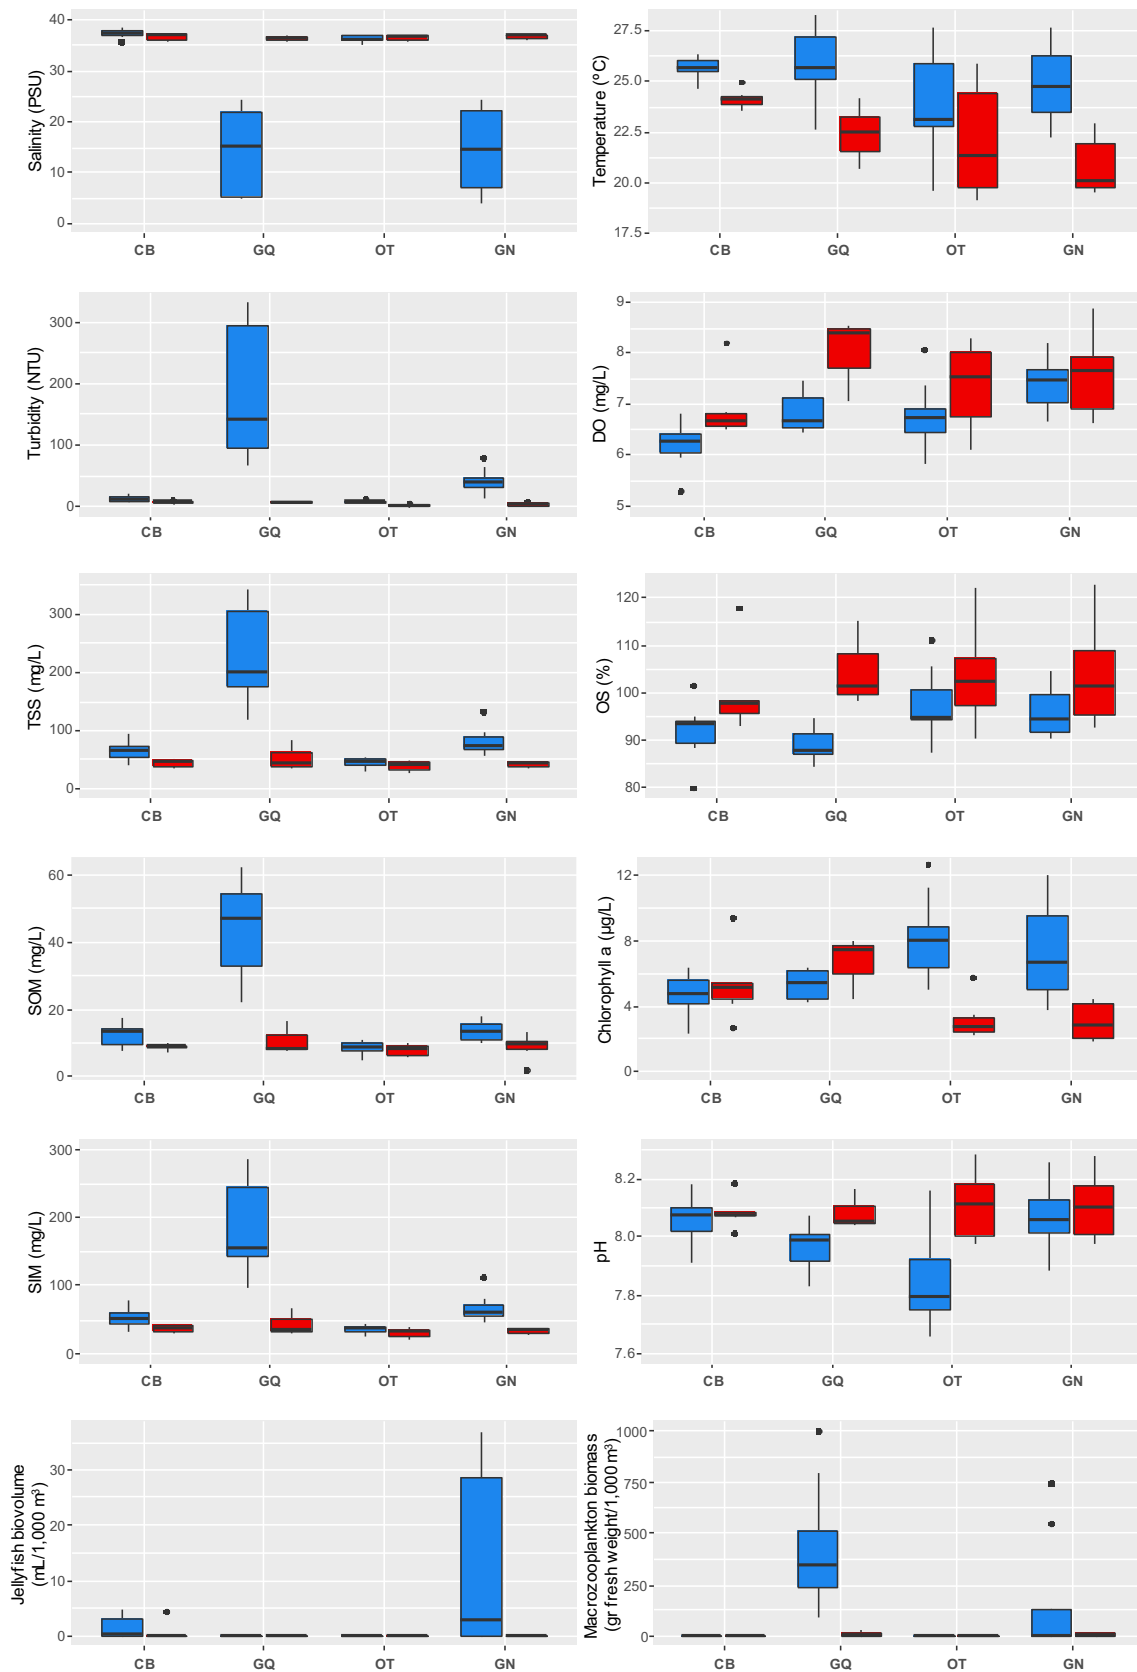 Salinity (PSU)
40
30
20
10
0
CB GQ OT GN
Temperature (°C)
27.5
25.0
22.5
20.0
17.5
CB GQ OT GN
Turbidity (NTU)
300
200
100
0
CB GQ OT GN
DO (mg/L)
9
8
7
6
5
CB GQ OT GN
TSS (mg/L)
300
200
100
0
CB GQ OT GN
OS (%)
120
110
100
90
80
CB GQ OT GN
SOM (mg/L)
60
40
20
0
CB GQ OT GN
Chlorophyll a (µg/L)
12
8
4
0
CB GQ OT GN
SIM (mg/L)
300
200
100
0
CB GQ OT GN
pH
8.2
8.0
7.8
7.6
CB GQ OT GN
Jellyfish biovolume
(mL/1,000 m³)
30
20
10
0
CB GQ OT GN
Macrozooplankton biomass
(gr fresh weight/1,000 m³)
1000
750
500
250
0
CB GQ OT GN